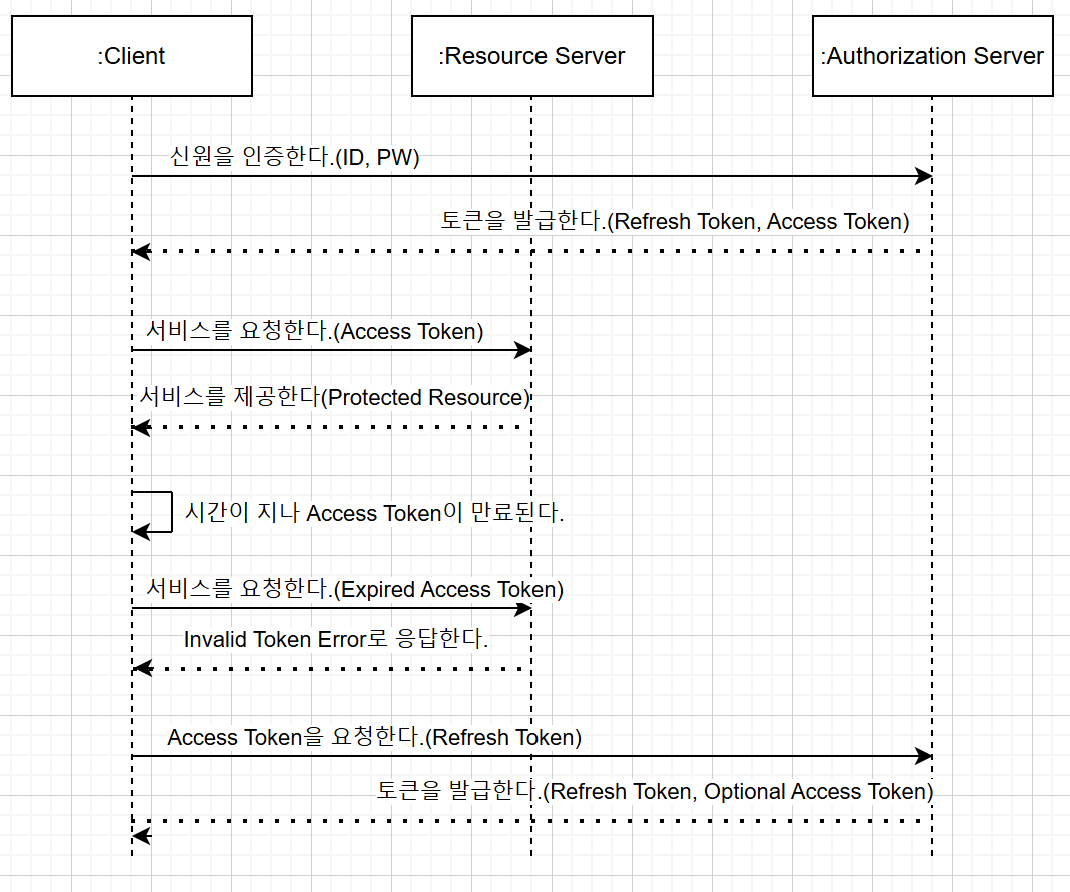 :Client
:Resource Server
:Authorization Server
신원을 인증한다.(ID, PW)
토큰을 발급한다.(Refresh Token, Access Token)
서비스를 요청한다.(Access Token)
서비스를 제공한다(Protected Resource)
시간이 지나 Access Token이 만료된다.
서비스를 요청한다.(Expired Access Token)
Invalid Token Error로 응답한다.
Access Token을 요청한다.(Refresh Token)
토큰을 발급한다.(Refresh Token, Optional Access Token)